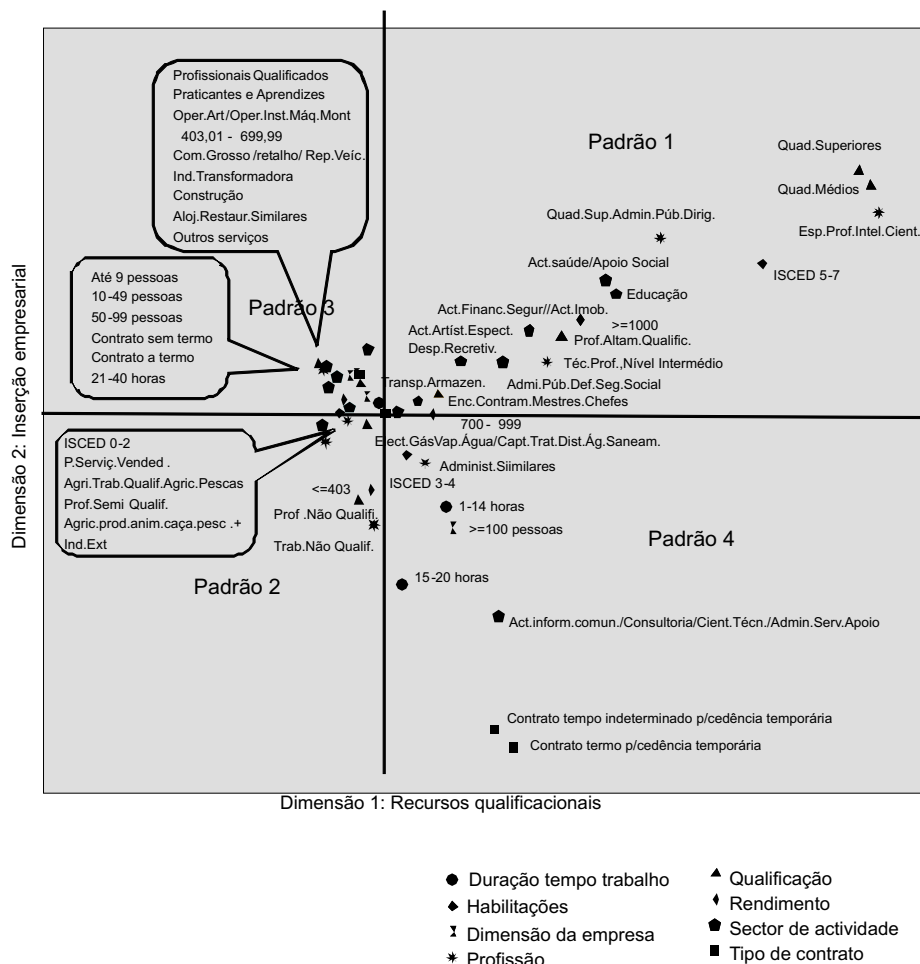 Profissionais Qualificados
Praticantes e Aprendizes
Oper.Art/Oper.Inst.Máq.Mont
403,01 - 699,99
Com.Grosso /retalho/ Rep.Veíc.
Ind.Transformadora
Construção
Aloj.Restaur.Similares
Outros serviços
Padrão 1
Quad.Superiores
Quad.Médios
Esp.Prof.Intel.Cient.
Quad.Sup.Admin.Púb.Dirig.
ISCED 5-7
Act.saúde/Apoio Social
Educação
Até 9 pessoas
10-49 pessoas
50-99 pessoas
Contrato sem termo
Contrato a termo
21-40 horas
Padrão 3
Act.Financ.Segur//Act.Imob.
>=1000
Act.Artíst.Espect.
Desp.Recretiv.
Prof.Altam.Qualific.
Téc.Prof.,Nível Intermédio
Transp.Armazen.
Admi.Púb.Def.Seg.Social
Enc.Contram.Mestres.Chefes
700 - 999
Elect.GásVap.Água/Capt.Trat.Dist.Ág.Saneam.
ISCED 0-2
P.Serviç.Vended .
Agri.Trab.Qualif.Agric.Pescas
Prof.Semi Qualif.
Agric.prod.anim.caça.pesc .+
Ind.Ext
Administ.Siimilares
ISCED 3-4
<=403
Prof .Não Qualifi.
Trab.Não Qualif.
1-14 horas
>=100 pessoas
Padrão 4
Padrão 2
15-20 horas
Act.inform.comun./Consultoria/Cient.Técn./Admin.Serv.Apoio
Contrato tempo indeterminado p/cedência temporária
Contrato termo p/cedência temporária
Dimensão 2: Inserção empresarial
Dimensão 1: Recursos qualificacionais
Duração tempo trabalho
Habilitações
Dimensão da empresa
Profissão
Qualificação
Rendimento
Sector de actividade
Tipo de contrato